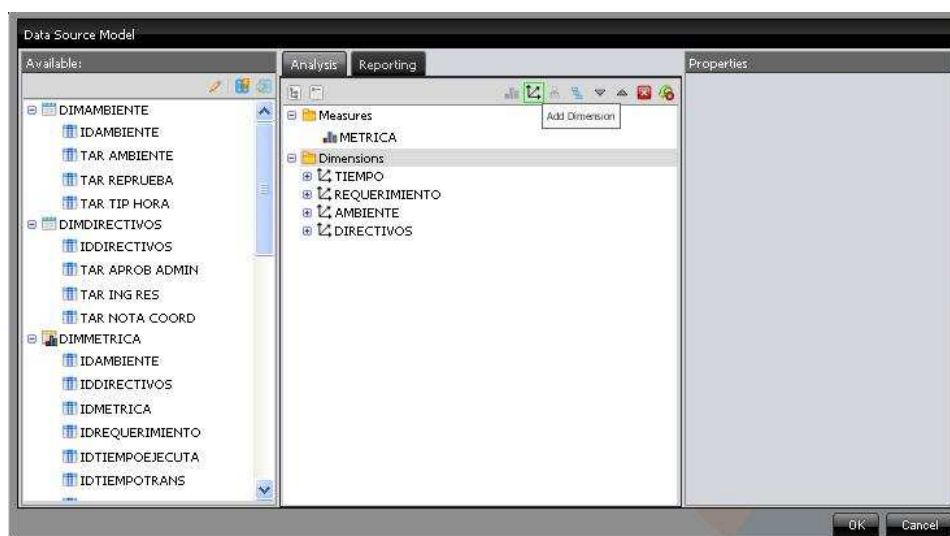 Data Source Model
Available:
DIMAMBIENTE
IDAMBIENTE
TAR AMBIENTE
TAR REPRUEBA
TAR TIP HORA
DIMDIRECTIVOS
IDDIRECTIVOS
TAR APROB ADMIN
TAR ING RES
TAR NOTA COORD
DIMMETRICA
IDAMBIENTE
IDDIRECTIVOS
IDMETRICA
IDREQUERIMIENTO
IDTIEMPOEJECUTA
IDTIEMPOTRANS
Analysis Reporting
Add Dimension
Measures
METRICA
Dimensions
TIEMPO
REQUERIMIENTO
AMBIENTE
DIRECTIVOS
Properties
OK Cancel